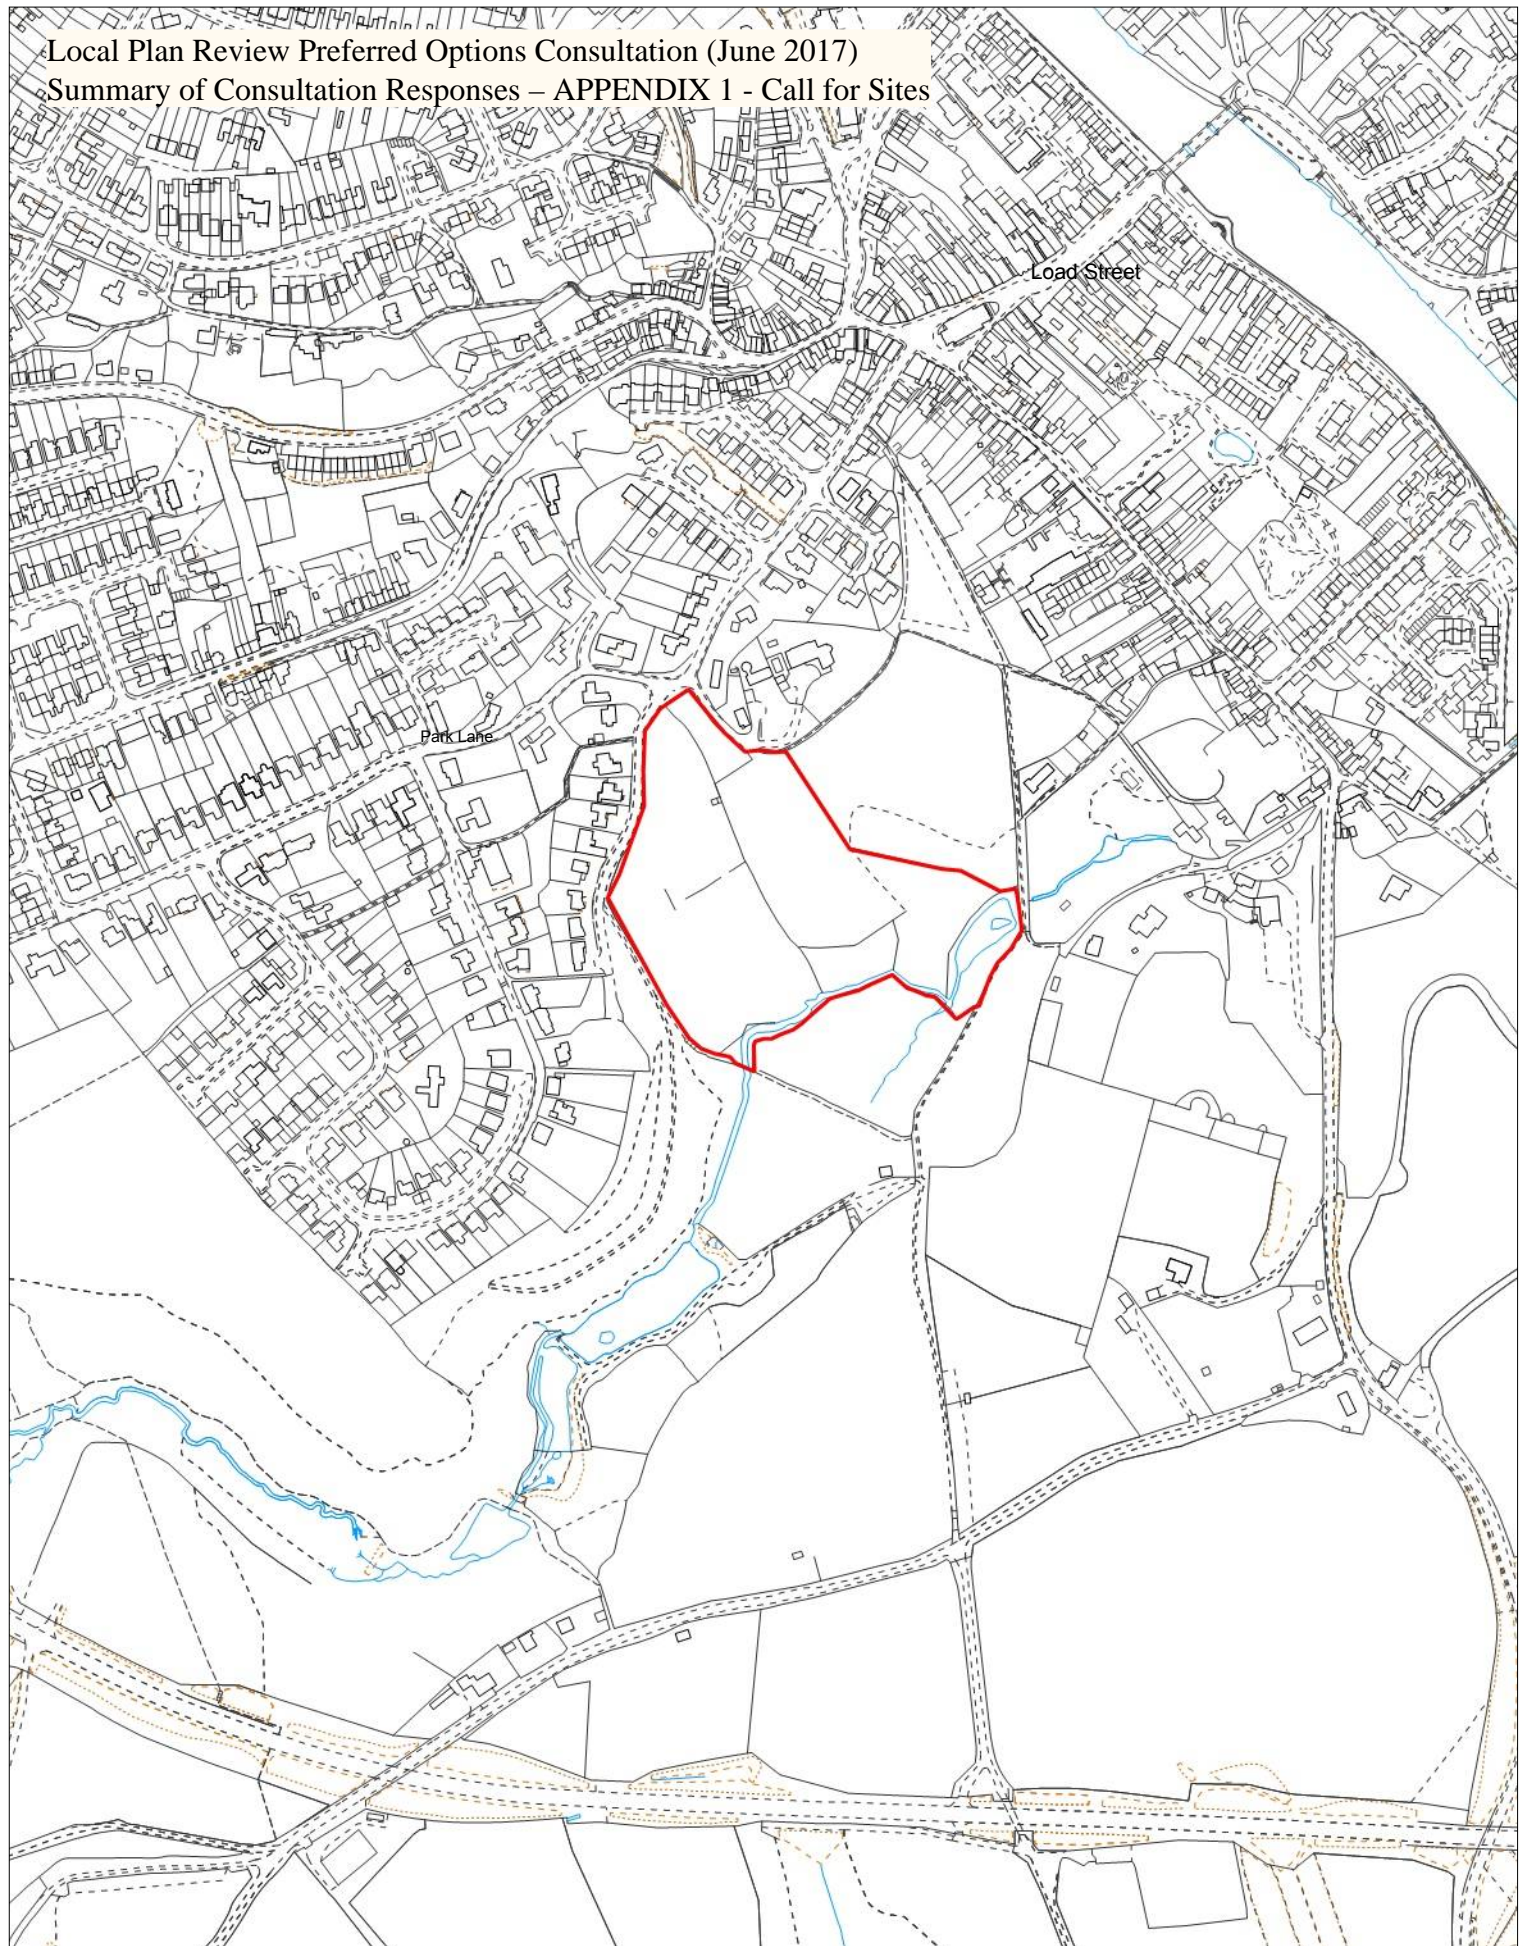 Local Plan Review Preferred Options Consultation (June 2017)
Summary of Consultation Responses – APPENDIX 1 - Call for Sites
Load Street
Park Lane